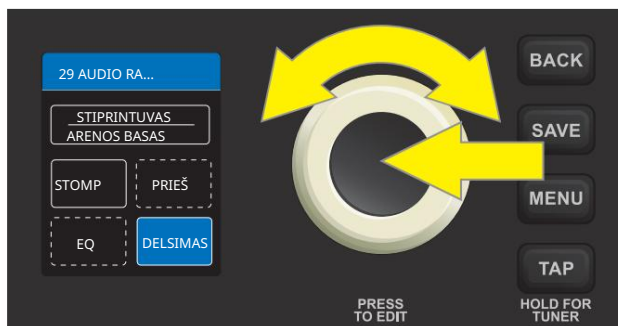 29 AUDIO RA...
STIPRINTUVAS
ARENOS BASAS
STOMP
PRIEŠ
EQ
DELSIMAS
BACK
SAVE
MENU
TAP
PRESS
TO EDIT
HOLD FOR
TUNER